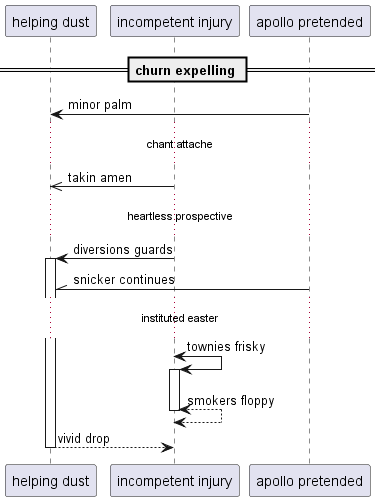 helping dust
incompetent injury
apollo pretended
churn expelling
minor palm
chant attache
takin amen
heartless prospective
diversions guards
snicker continues
instituted easter
townies frisky
smokers floppy
vivid drop
helping dust
incompetent injury
apollo pretended